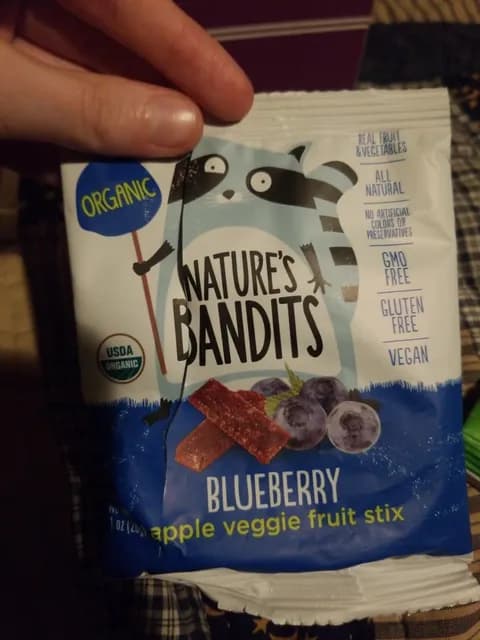 ORGANIC
REAL FRUIT
& VEGETABLES
ALL
NATURAL
NO ARTIFICIAL
COLORS OR
PRESERVATIVES
GMO
FREE
GLUTEN
FREE
VEGAN
NATURE'S
BANDITS
USDA
ORGANIC
BLUEBERRY
apple veggie fruit stix
1 oz